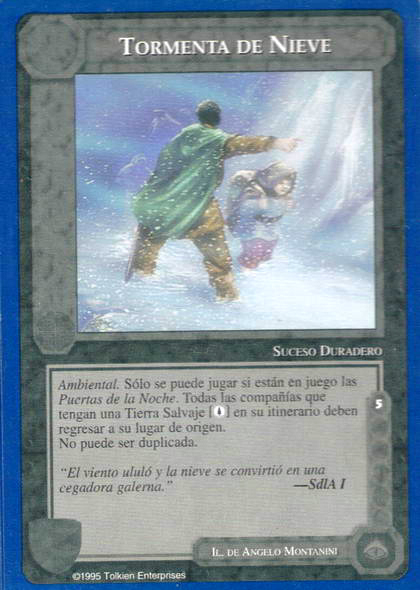 TORMENTA DE NIEVE
SUCESO DURADERO
Ambiental. Sólo se puede jugar si están en juego las
Puertas de la Noche. Todas las compañías que
tengan una Tierra Salvaje [ ] en su itinerario deben
regresar a su lugar de origen.
No puede ser duplicada.
5
“El viento ululó y la nieve se convirtió en una
cegadora galerna.” —SdlA I
IL. DE ANGELO MONTANINI
©1995 Tolkien Enterprises